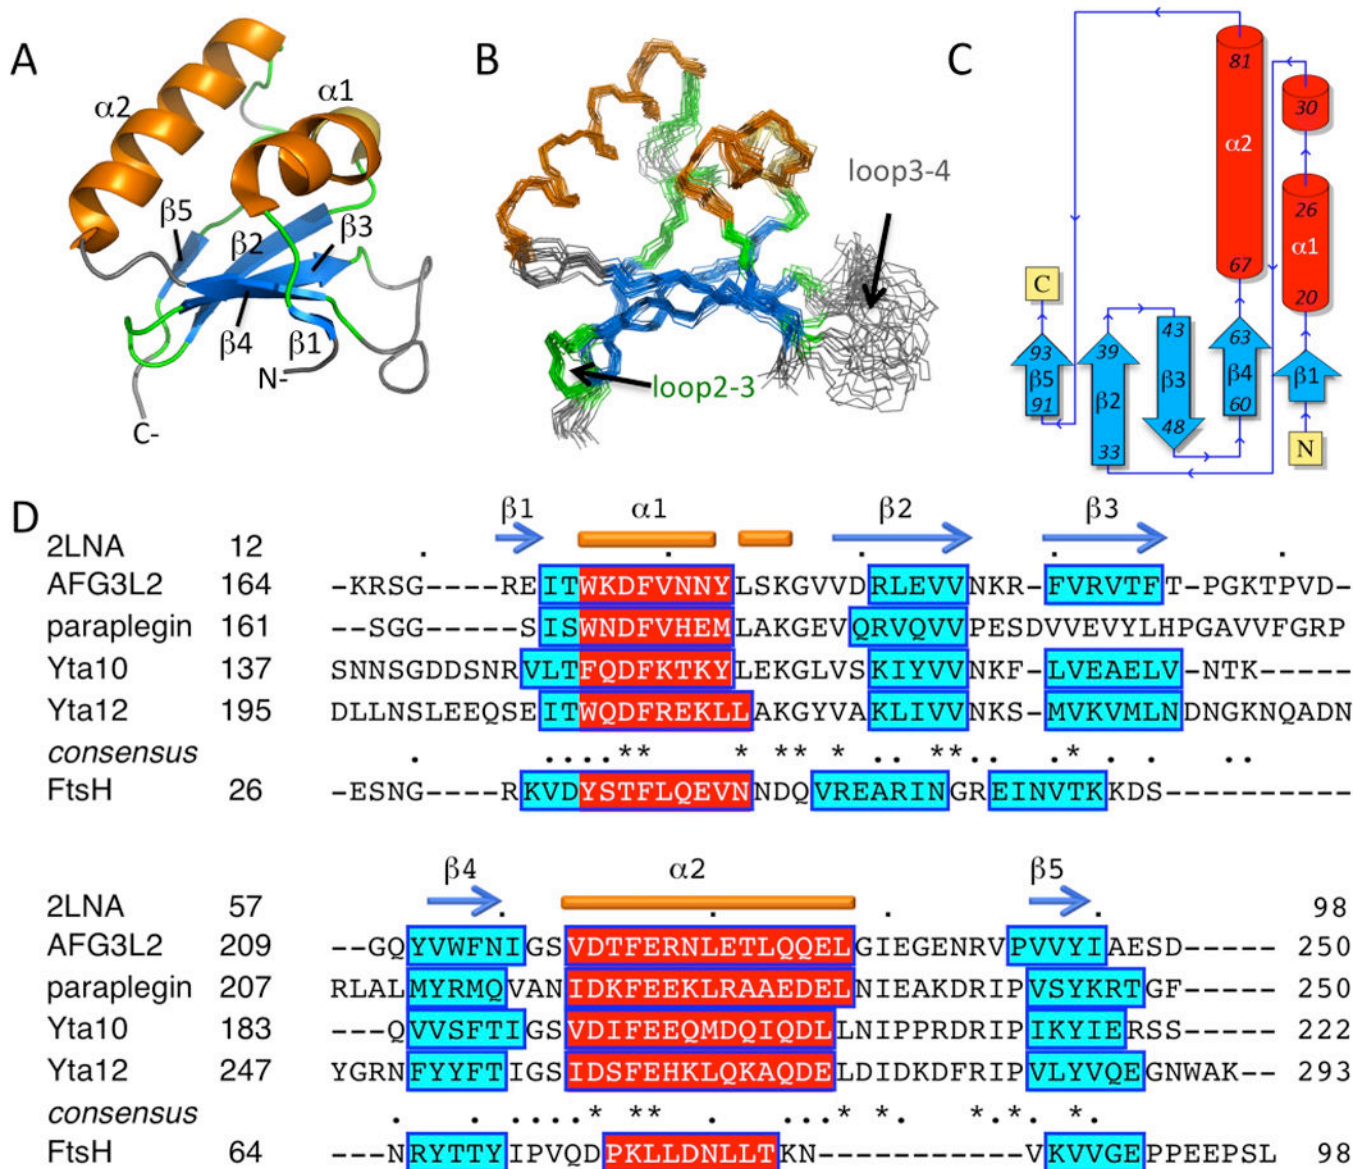 A
α2
α1
β5
β2
β3
β4
β1
N-
C-
B
loop3-4
loop2-3
C
81
α2
67
30
26
α1
20
C
93
β5
91
39
β2
33
43
β3
48
63
β4
60
β1
N
D
β1 α1 β2 β3
2LNA 12 . . . . .
AFG3L2 164 -KRSG----REITWKDFVNNYLSKGVVDRLEVVNKR-FVRVTFT-PGKTPVD-
paraplegin 161 --SGG----SISWNDFVHEMLAKGEVQRVQVVPESDVVEVYLHPGAVVFGRP
Yta10 137 SNNSGDDSNRVLTFQDFKTKYLEKGLVSKIYVVNKF-LVEAELV-NTK-----
Yta12 195 DLLNSLEEQSEITWQDFREKLLAKGYVAKLIVVNKS-MVKVMLNDNGKNQADN
consensus . ....** * ** * ..**.. .*. . ..
FtsH 26 -ESNG----RKVDYSTFLQEVNNDQVREARINGREINVTKKDS----------
β4 α2 β5
2LNA 57 . . . . 98
AFG3L2 209 --GQYVWFNIGSVDTFERNLETLQQELGIEGENRVPVVYIAESD----- 250
paraplegin 207 RLALMYRMQVANIDKFEEKLRAAEDELNIEAKDRIPVSYKRTGF----- 250
Yta10 183 ---QVVSFTIGSVDIFEEQMDQIQDLLNIPPRDRIPIKYIERSS----- 222
Yta12 247 YGRNFYYFTIGSIDSFEHKLQKAQDELDIDKDFRIPVLYVQEGNWAK-- 293
consensus . . ....* ** . ...* *. * *. *.
FtsH 64 ---NRYTTYIPVQDPKLLDNLLTKN-----------VKVVGEPPEEPSL 98